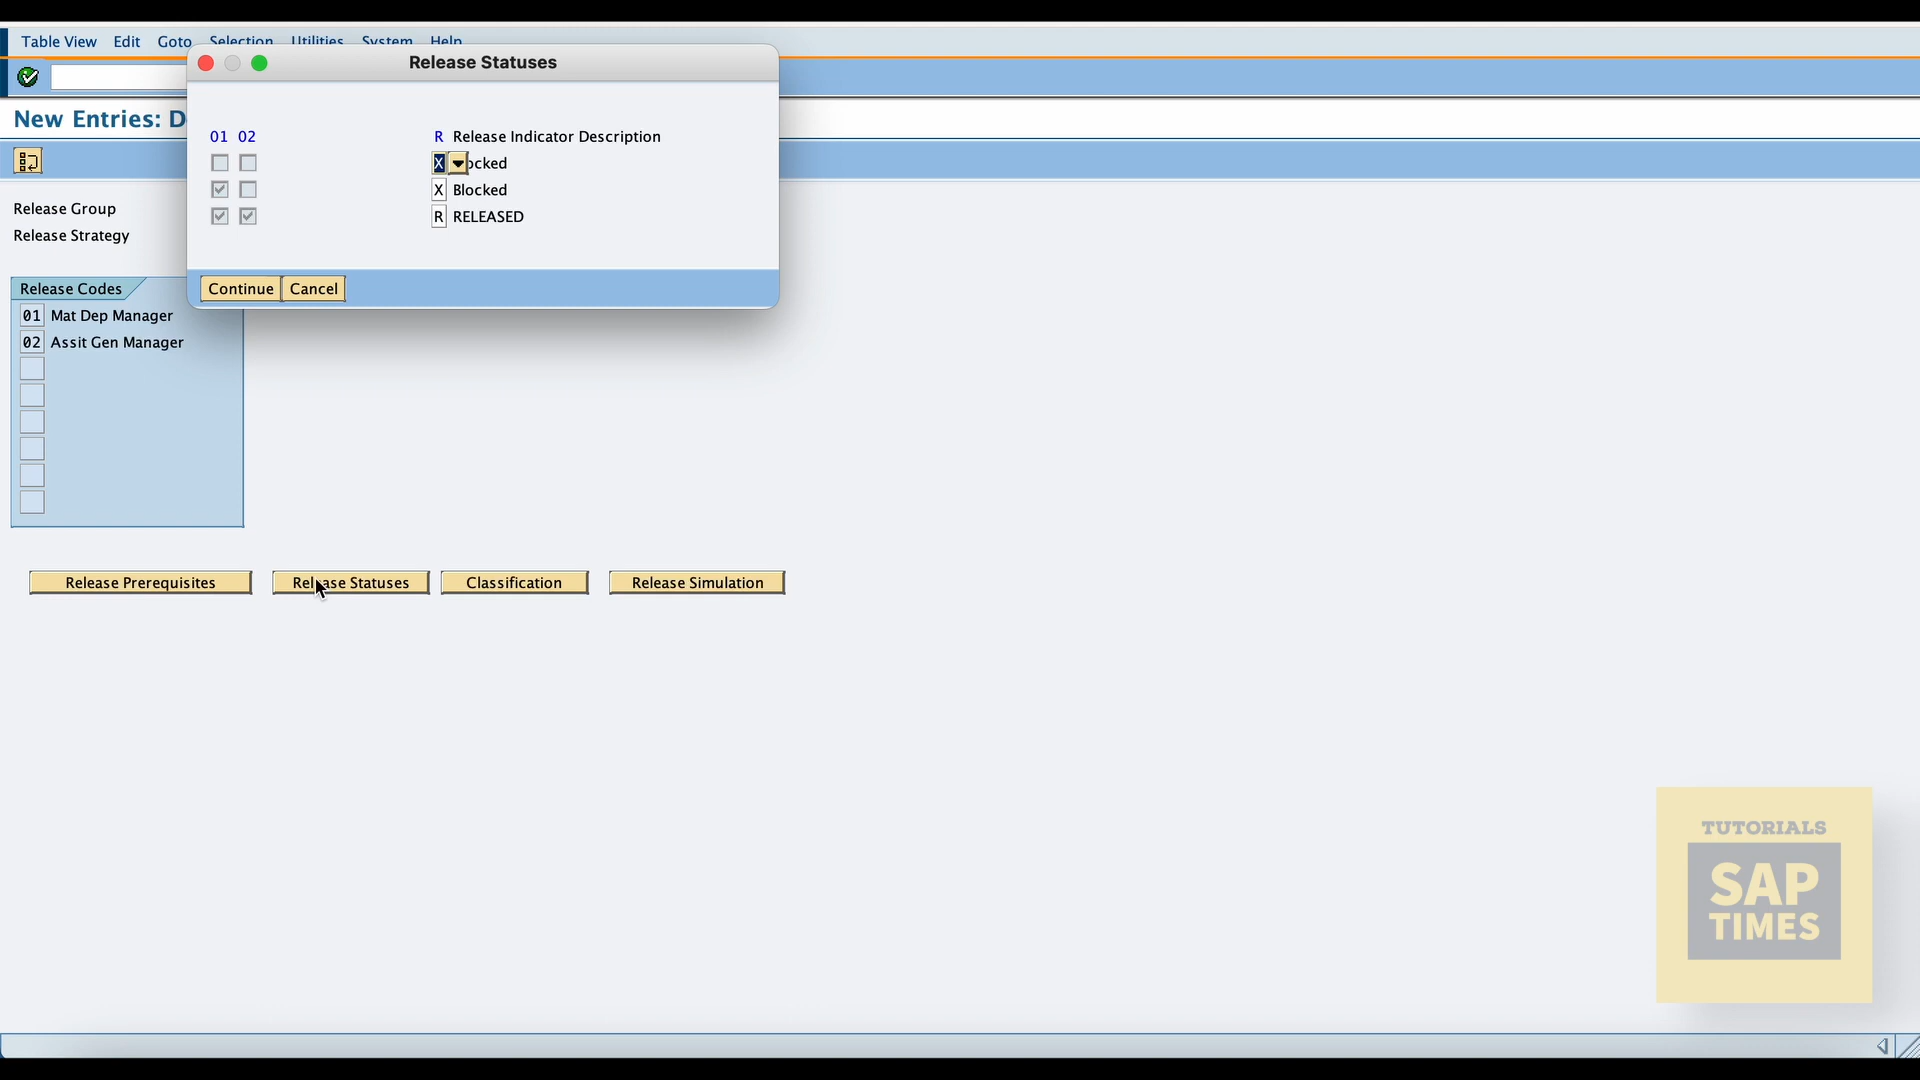 Table View Edit Goto Selection Utilities System Help
Release Statuses
New Entries: D
01 02 R Release Indicator Description
X ocked
X Blocked
R RELEASED
Release Group
Release Strategy
Continue Cancel
Release Codes
01 Mat Dep Manager
02 Assit Gen Manager
Release Prerequisites Release Statuses Classification Release Simulation
TUTORIALS
SAP
TIMES